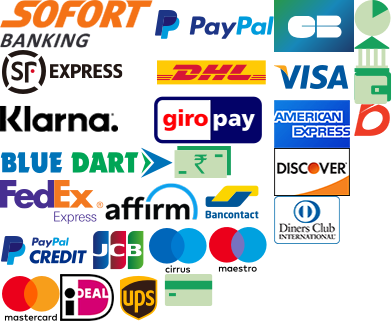 SOFORT
BANKING
PayPal
CB
SF EXPRESS
DHL
VISA
Klarna.
giro pay
AMERICAN
EXPRESS
BLUE DART
₹
DISCOVER
FedEx®
Express
affirm
Bancontact
Diners Club
INTERNATIONAL
PayPal
CREDIT
JCB
cirrus
maestro
mastercard
iDEAL
ups